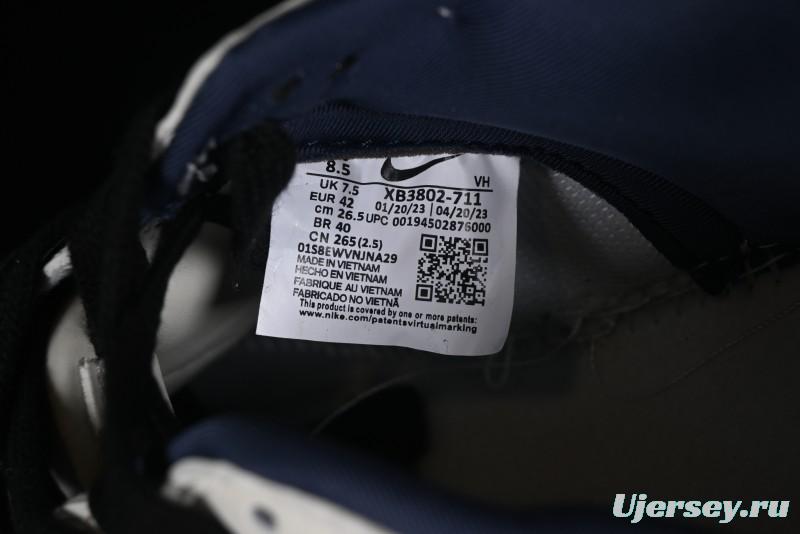 8.5
VH
UK 7.5
XB3802-711
EUR 42
01/20/23 | 04/20/23
cm 26.5
UPC 00194502876000
BR 40
CN 265 (2.5)
01S8EWVNJNA29
MADE IN VIETNAM
HECHO EN VIETNAM
FABRIQUE AU VIETNAM
FABRICADO NO VIETNÃ
This product is covered by one or more patents:
www.nike.com/patentsvirtualmarking
Ujersey.ru